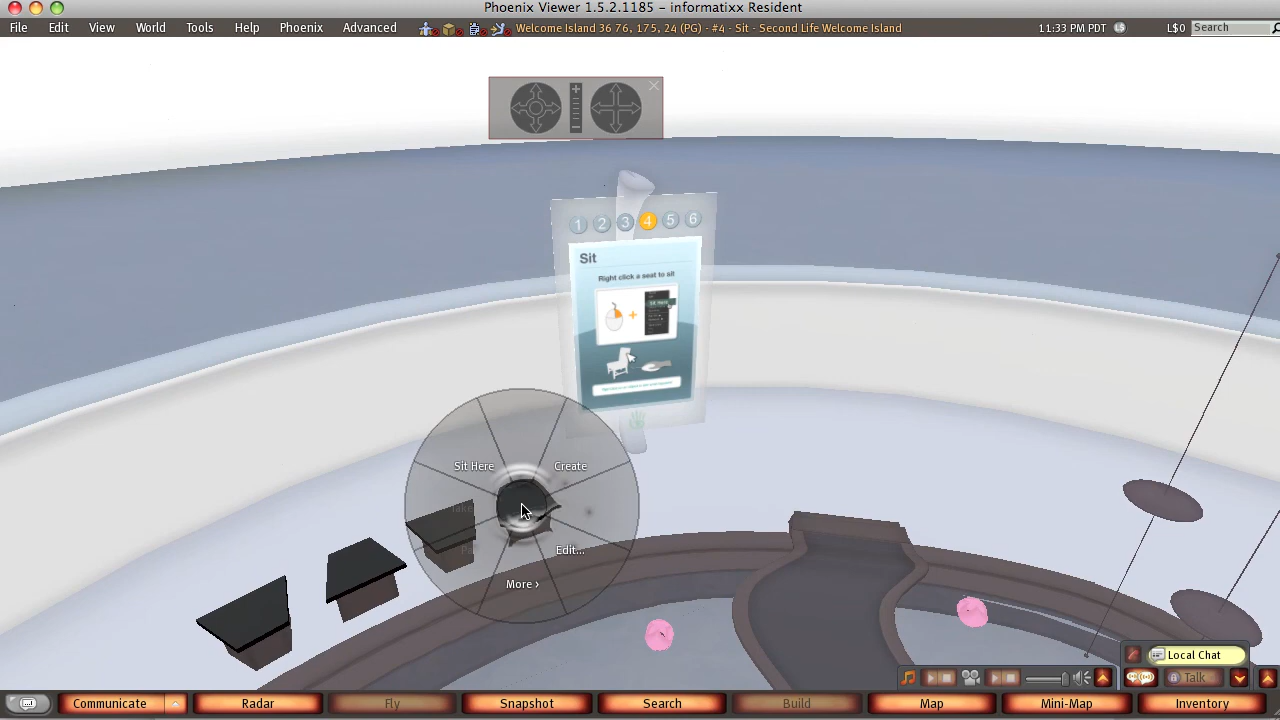 Phoenix Viewer 1.5.2.1185 – informatixx Resident
File Edit View World Tools Help Phoenix Advanced Welcome Island 36 76, 175, 24 (PG) - #4 - Sit - Second Life Welcome Island 11:33 PM PDT L$0 Search
1 2 3 4 5 6
Sit
Right click a seat to sit
Sit Here
Sit Here Create
Take
Edit...
More ›
Local Chat
Talk
Communicate Radar Fly Snapshot Search Build Map Mini-Map Inventory